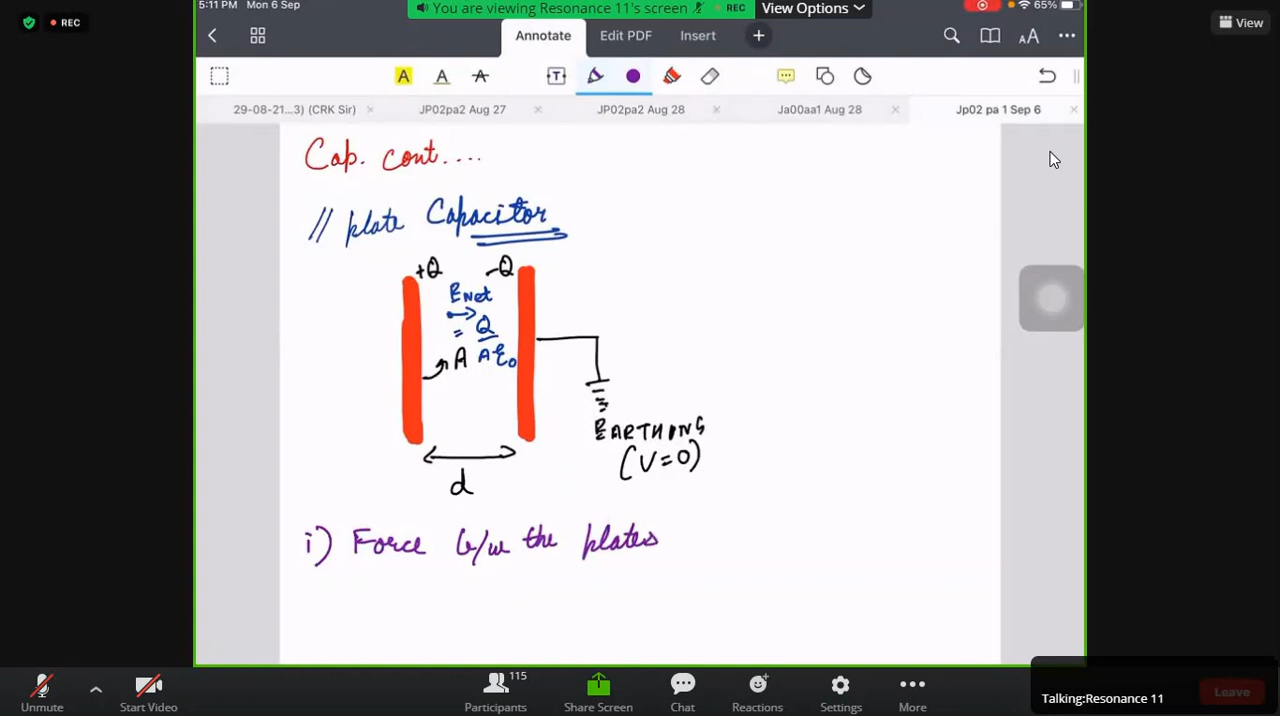 5:11 PM Mon 6 Sep
You are viewing Resonance 11's screen
REC
View Options
65%
REC
View
Annotate
Edit PDF
Insert
29-08-21...3) (CRK Sir)
JP02pa2 Aug 27
JP02pa2 Aug 28
Ja00aa1 Aug 28
Jp02 pa 1 Sep 6
Cap. cont....
// plate Capacitor
+Q
-Q
Enet
= Q
Aε₀
A
EARTHING
(V=0)
d
i) Force b/w the plates
Talking:Resonance 11
Leave
Unmute
Start Video
Participants
115
Share Screen
Chat
Reactions
Settings
More